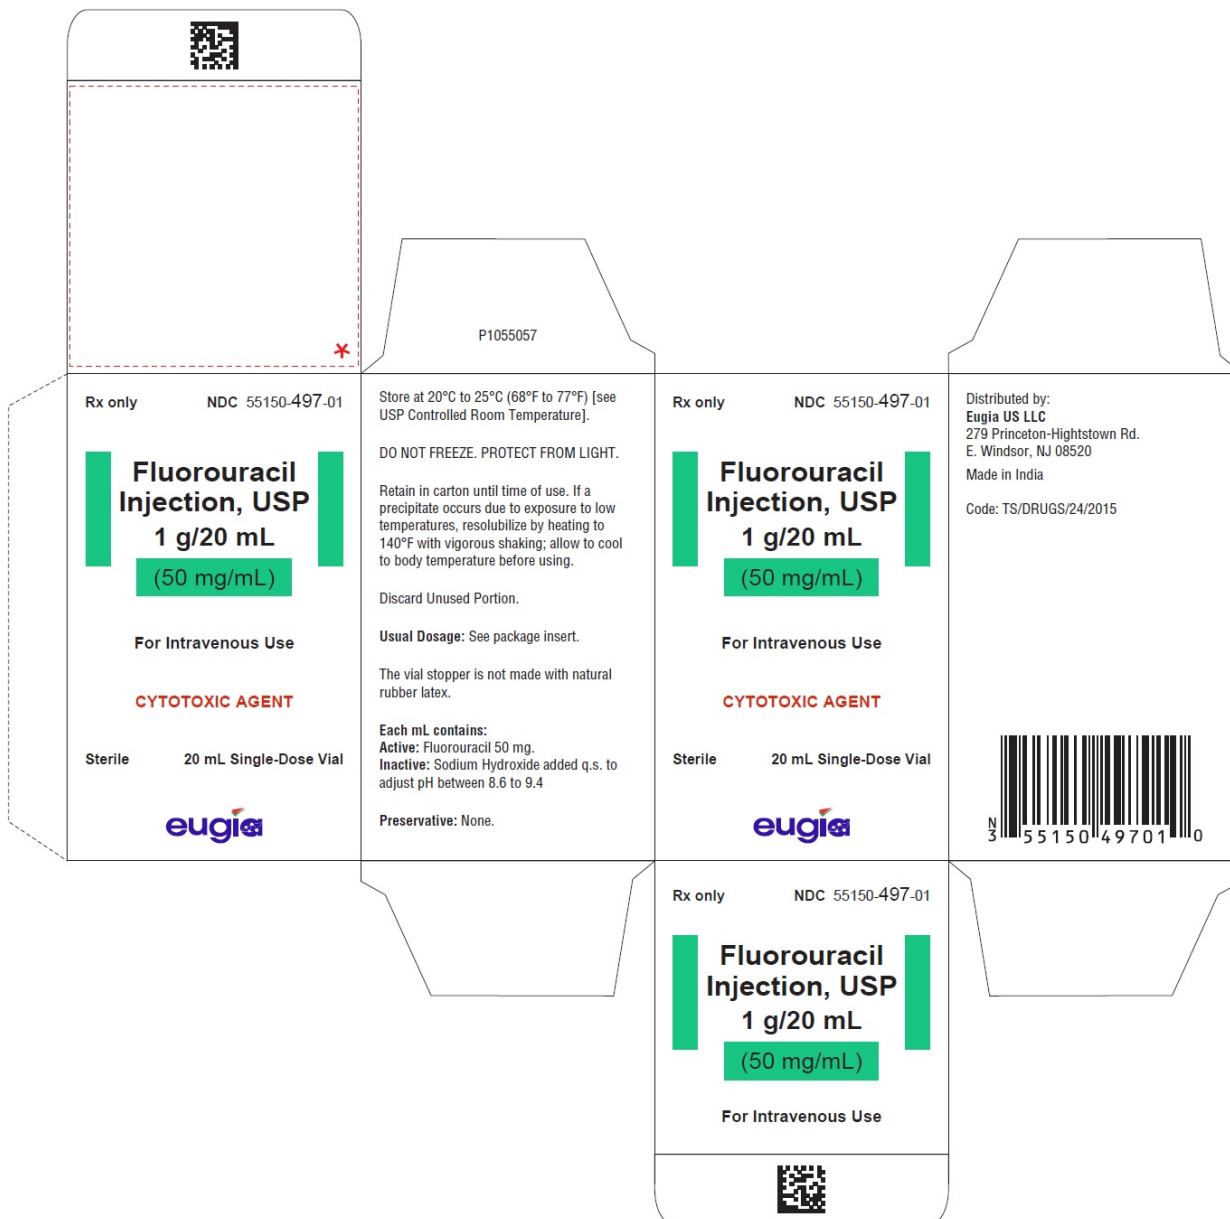 P1055057
Rx only NDC 55150-497-01
Fluorouracil
Injection, USP
1 g/20 mL
(50 mg/mL)
For Intravenous Use
CYTOTOXIC AGENT
Sterile 20 mL Single-Dose Vial
eugia
Store at 20°C to 25°C (68°F to 77°F) [see
USP Controlled Room Temperature].
DO NOT FREEZE. PROTECT FROM LIGHT.
Retain in carton until time of use. If a
precipitate occurs due to exposure to low
temperatures, resolubilize by heating to
140°F with vigorous shaking; allow to cool
to body temperature before using.
Discard Unused Portion.
Usual Dosage: See package insert.
The vial stopper is not made with natural
rubber latex.
Each mL contains:
Active: Fluorouracil 50 mg.
Inactive: Sodium Hydroxide added q.s. to
adjust pH between 8.6 to 9.4
Preservative: None.
Rx only NDC 55150-497-01
Fluorouracil
Injection, USP
1 g/20 mL
(50 mg/mL)
For Intravenous Use
CYTOTOXIC AGENT
Sterile 20 mL Single-Dose Vial
eugia
Distributed by:
Eugia US LLC
279 Princeton-Hightstown Rd.
E. Windsor, NJ 08520
Made in India
Code: TS/DRUGS/24/2015
N
3 55150 49701 0
Rx only NDC 55150-497-01
Fluorouracil
Injection, USP
1 g/20 mL
(50 mg/mL)
For Intravenous Use